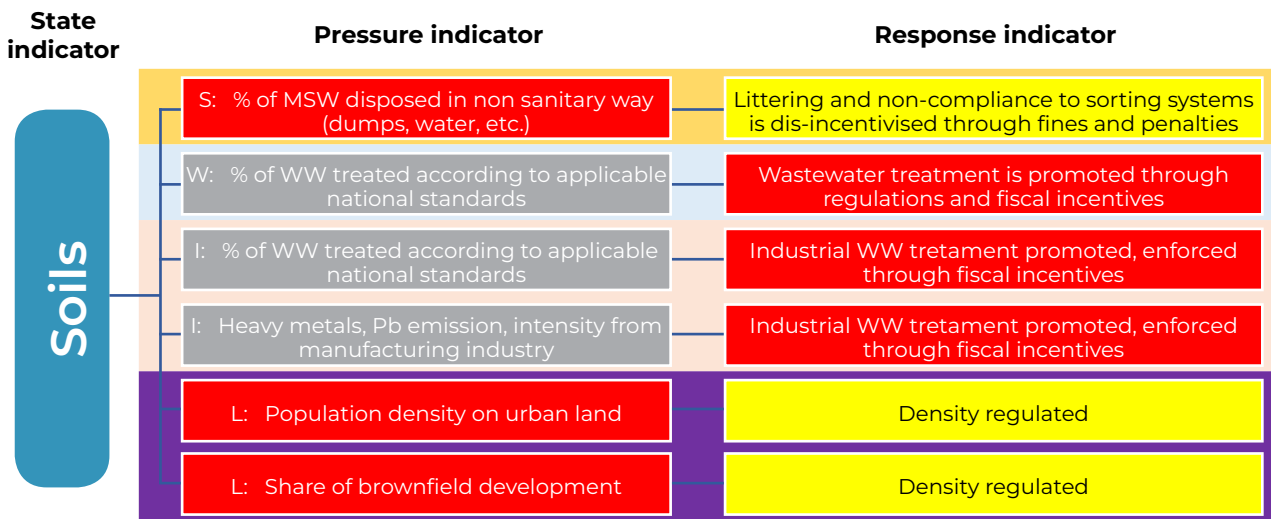 State
indicator
Pressure indicator
Response indicator
Soils
S: % of MSW disposed in non sanitary way
(dumps, water, etc.)
Littering and non-compliance to sorting systems
is dis-incentivised through fines and penalties
W: % of WW treated according to applicable
national standards
Wastewater treatment is promoted through
regulations and fiscal incentives
I: % of WW treated according to applicable
national standards
Industrial WW tretament promoted, enforced
through fiscal incentives
I: Heavy metals, Pb emission, intensity from
manufacturing industry
Industrial WW tretament promoted, enforced
through fiscal incentives
L: Population density on urban land
Density regulated
L: Share of brownfield development
Density regulated